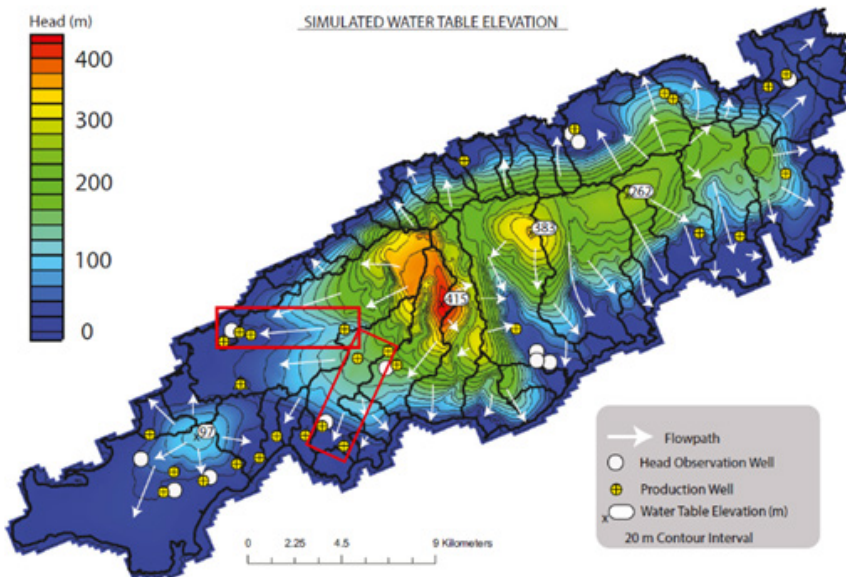 Head (m)
SIMULATED WATER TABLE ELEVATION
400
300
200
100
0
262
383
415
97
Flowpath
Head Observation Well
Production Well
x Water Table Elevation (m)
20 m Contour Interval
0 2.25 4.5 9 Kilometers